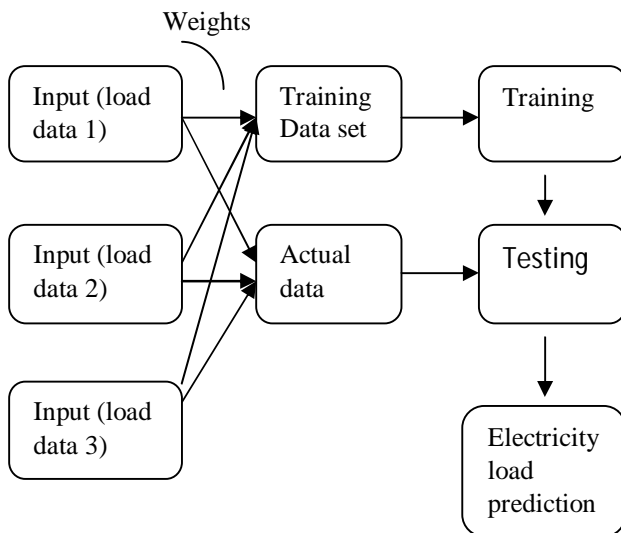 Weights
Input (load
data 1)
Training
Data set
Training
Input (load
data 2)
Actual
data
Testing
Input (load
data 3)
Electricity
load
prediction